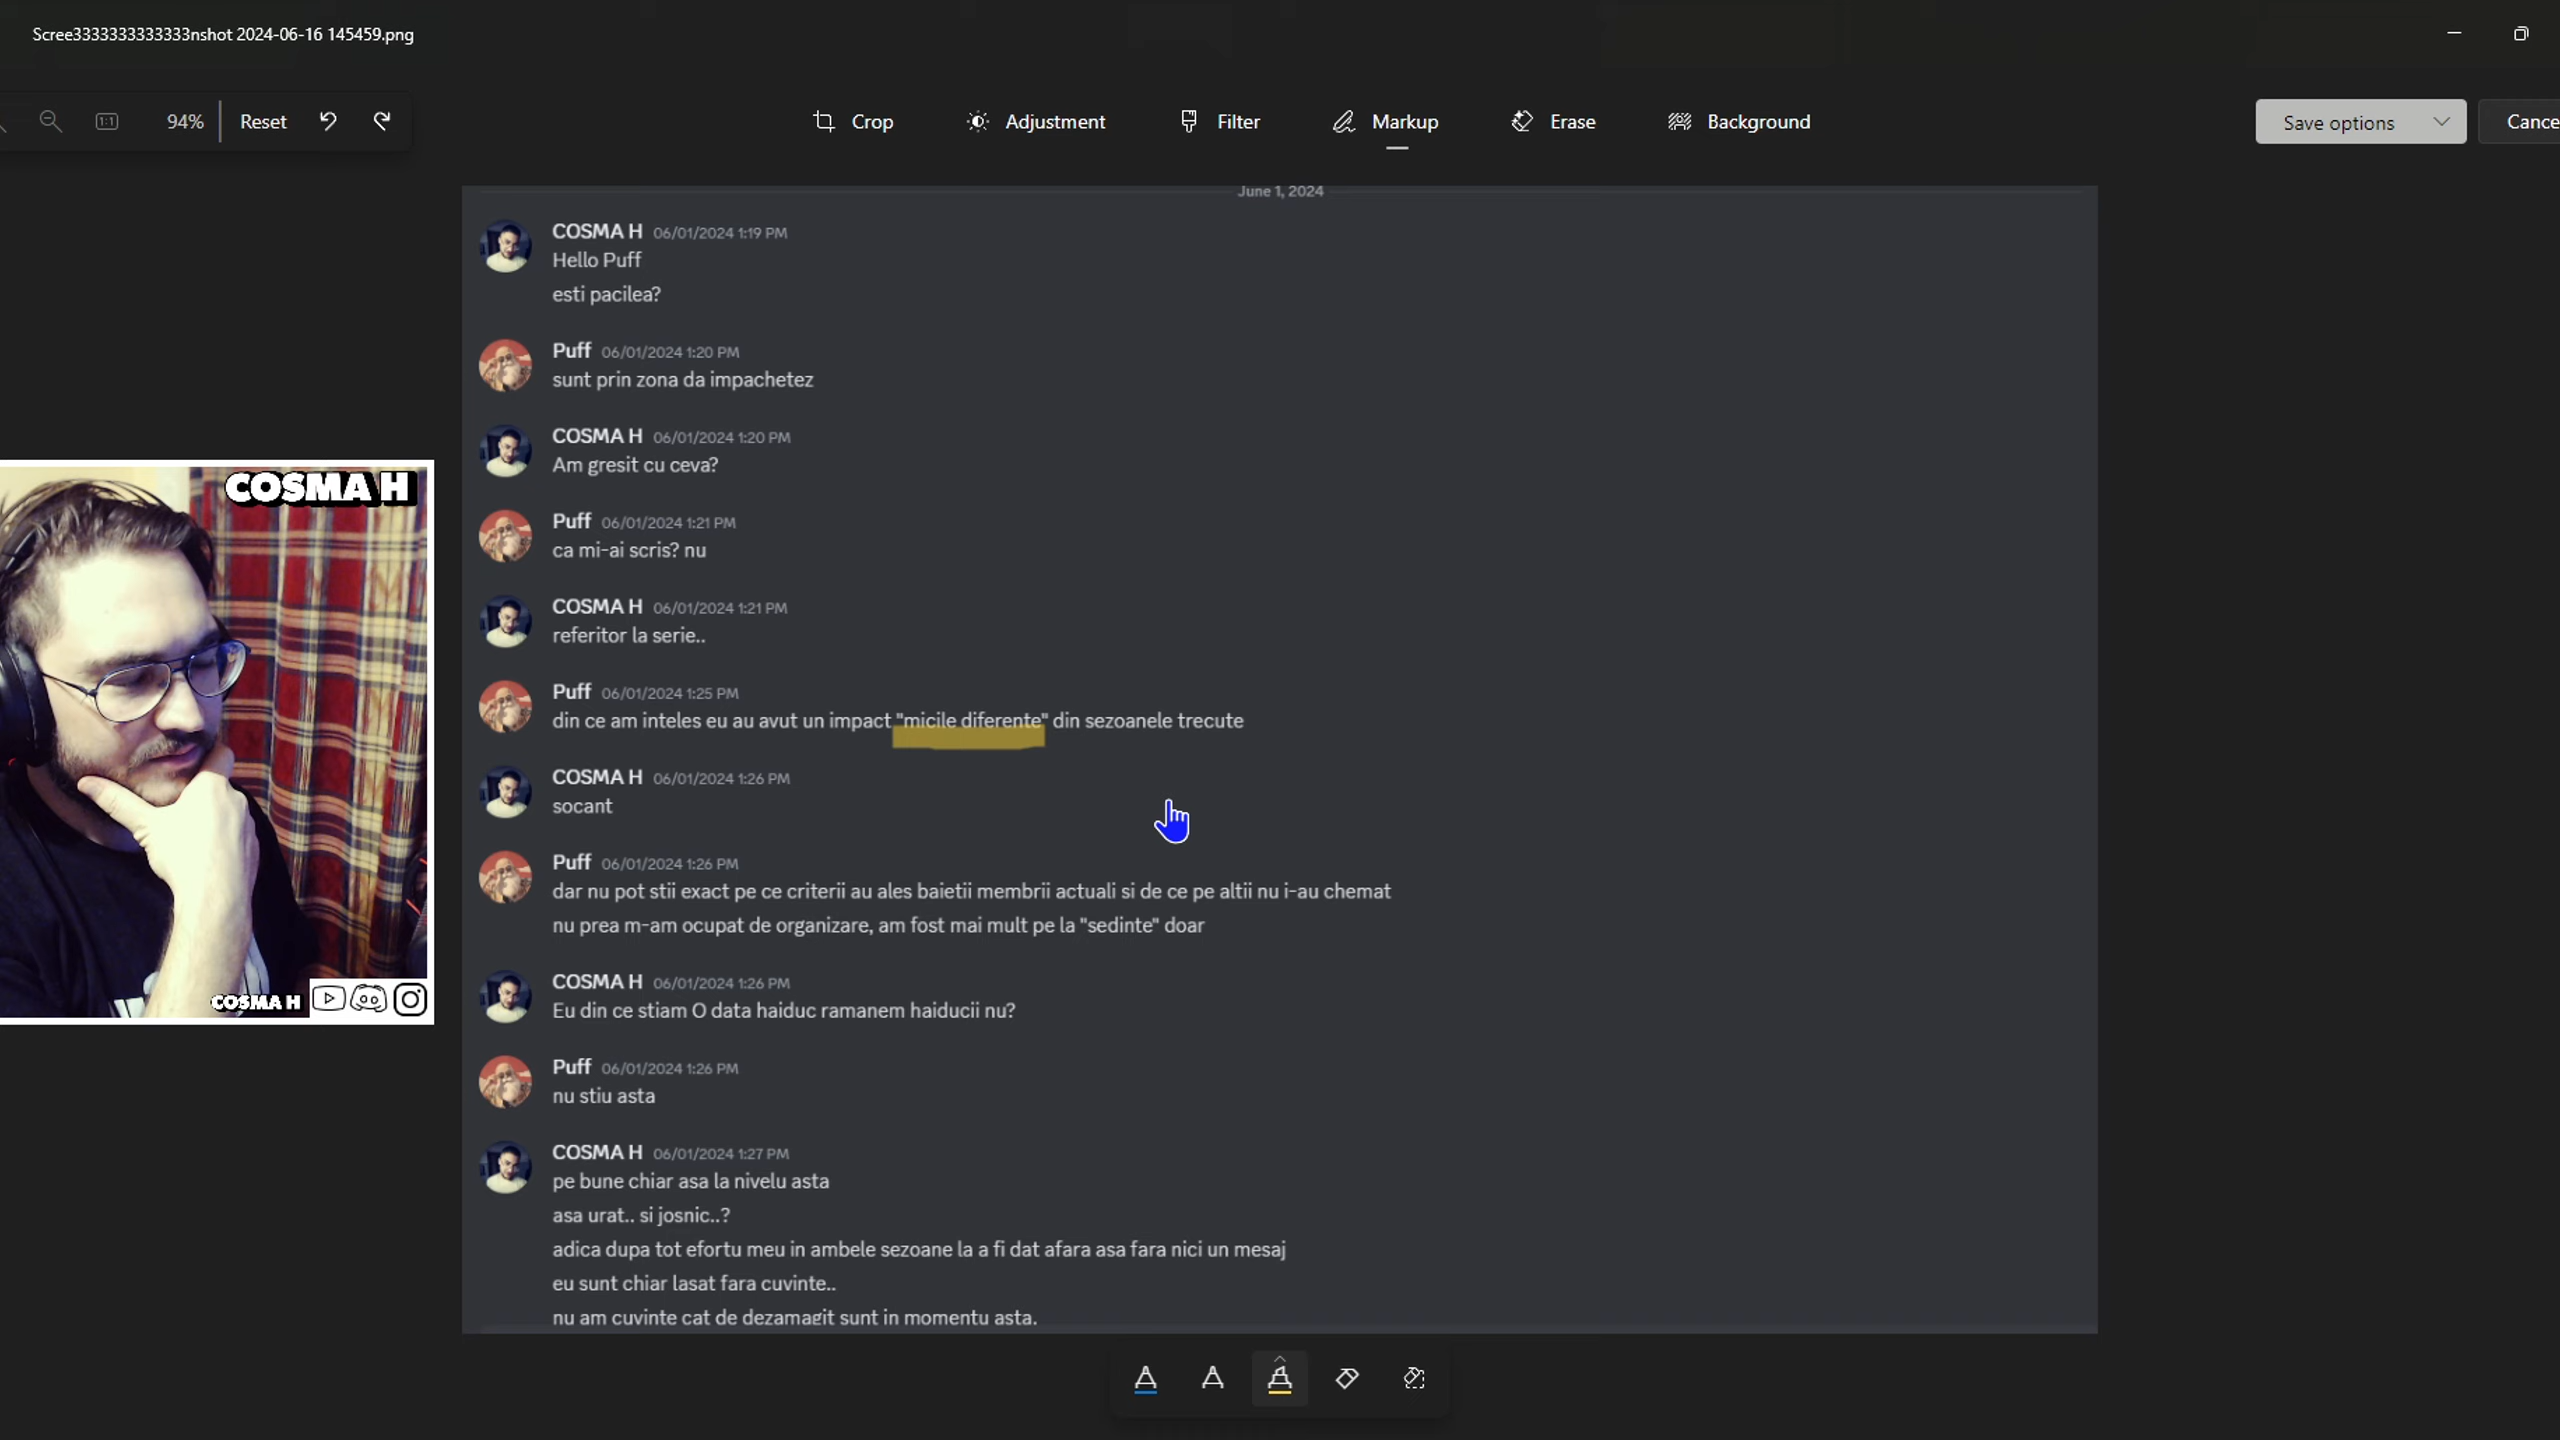 Scree3333333333333nshot 2024-06-16 145459.png
94%
Reset
Crop
Adjustment
Filter
Markup
Erase
Background
Save options
Cance
June 1, 2024
COSMA H 06/01/2024 1:19 PM
Hello Puff
esti pacilea?
Puff 06/01/2024 1:20 PM
sunt prin zona da impachetez
COSMA H 06/01/2024 1:20 PM
Am gresit cu ceva?
Puff 06/01/2024 1:21 PM
ca mi-ai scris? nu
COSMA H 06/01/2024 1:21 PM
referitor la serie..
Puff 06/01/2024 1:25 PM
din ce am inteles eu au avut un impact "micile diferente" din sezoanele trecute
COSMA H 06/01/2024 1:26 PM
socant
Puff 06/01/2024 1:26 PM
dar nu pot stii exact pe ce criterii au ales baietii membrii actuali si de ce pe altii nu i-au chemat
nu prea m-am ocupat de organizare, am fost mai mult pe la "sedinte" doar
COSMA H 06/01/2024 1:26 PM
Eu din ce stiam O data haiduc ramanem haiducii nu?
Puff 06/01/2024 1:26 PM
nu stiu asta
COSMA H 06/01/2024 1:27 PM
pe bune chiar asa la nivelu asta
asa urat.. si josnic..?
adica dupa tot efortu meu in ambele sezoane la a fi dat afara asa fara nici un mesaj
eu sunt chiar lasat fara cuvinte..
nu am cuvinte cat de dezamagit sunt in momentu asta.
COSMA H
COSMA H